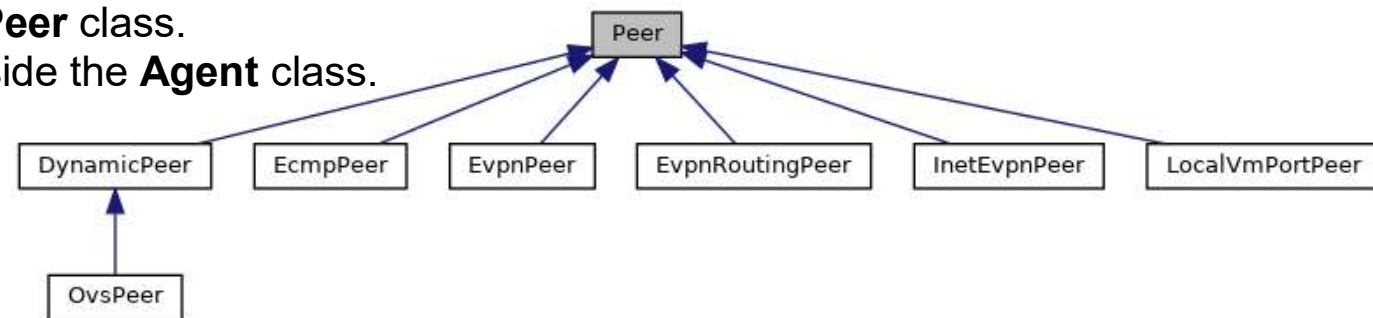 Peer class.
side the Agent class.
Peer
DynamicPeer EcmpPeer EvpnPeer EvpnRoutingPeer InetEvpnPeer LocalVmPortPeer
OvsPeer